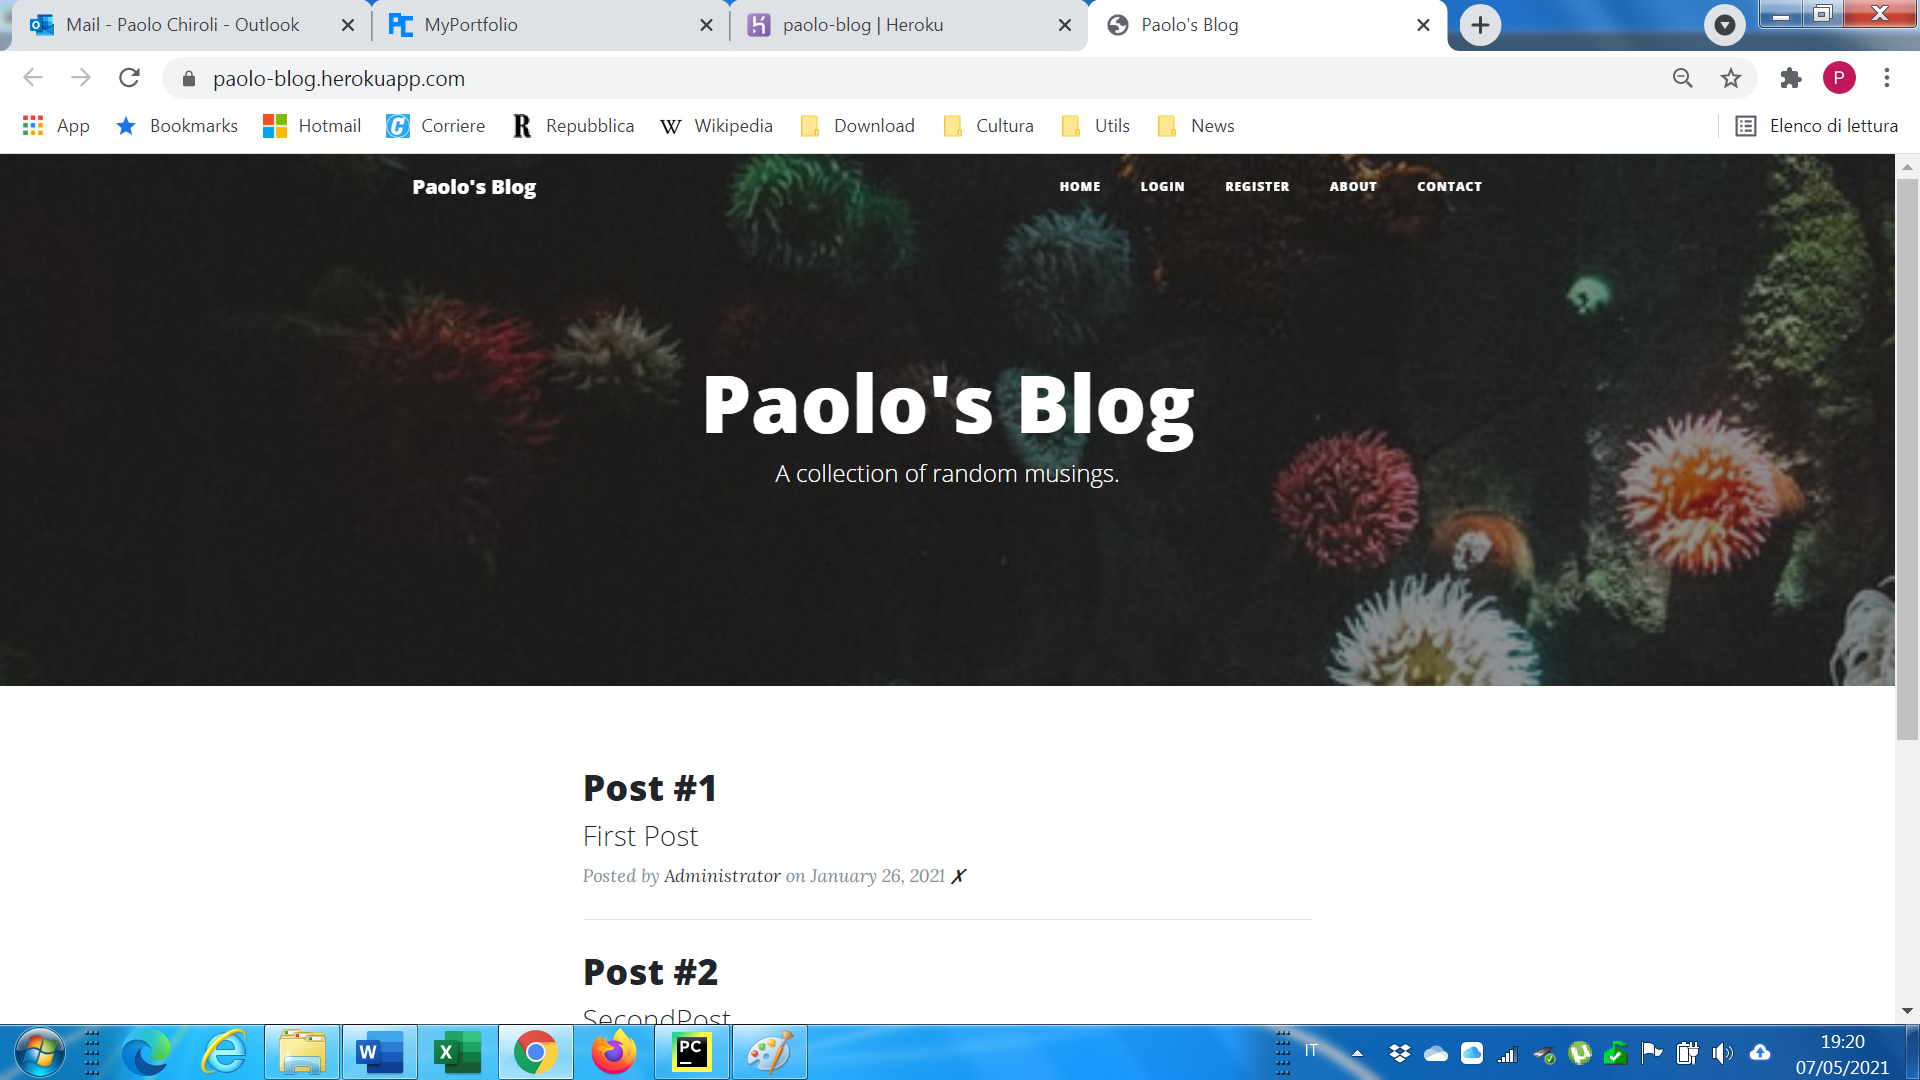 Mail - Paolo Chiroli - Outlook
MyPortfolio
paolo-blog | Heroku
Paolo's Blog
paolo-blog.herokuapp.com
P
App
Bookmarks
Hotmail
Corriere
Repubblica
Wikipedia
Download
Cultura
Utils
News
Elenco di lettura
Paolo's Blog
HOME
LOGIN
REGISTER
ABOUT
CONTACT
Paolo's Blog
A collection of random musings.
Post #1
First Post
Posted by Administrator on January 26, 2021 ✗
Post #2
SecondPost
IT
19:20
07/05/2021